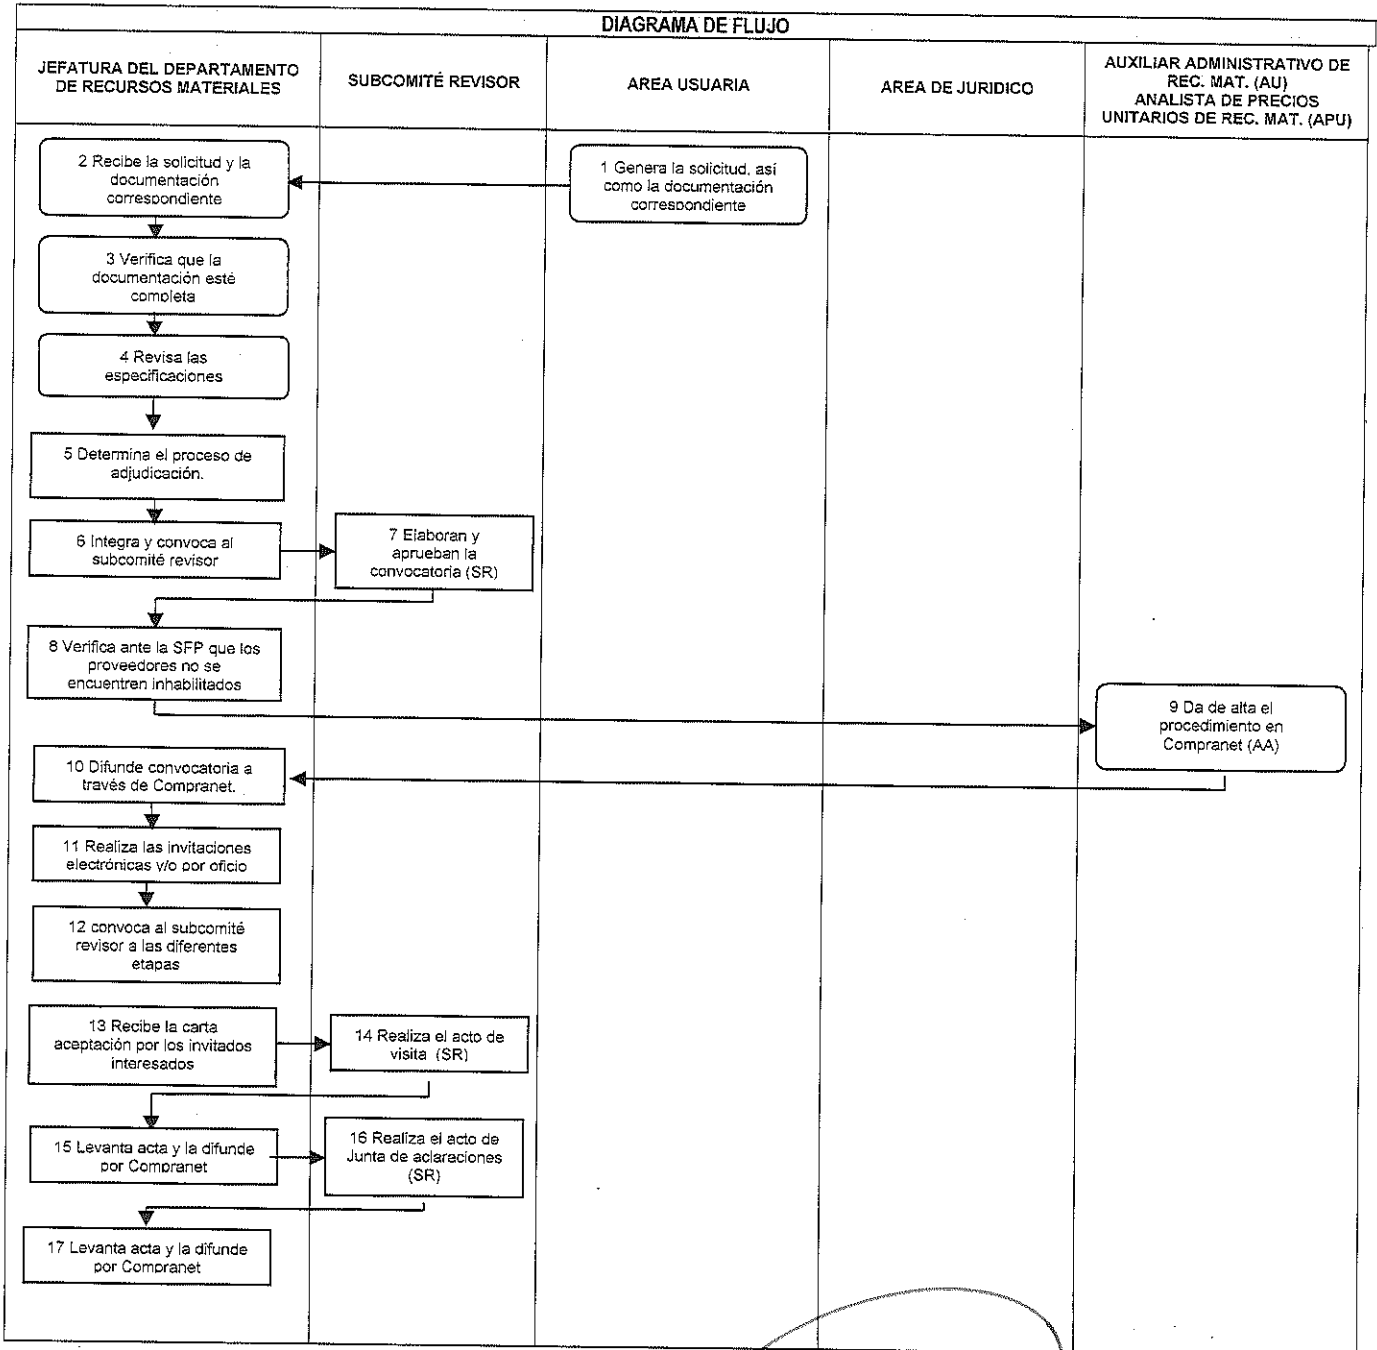 DIAGRAMA DE FLUJO
JEFATURA DEL DEPARTAMENTO
DE RECURSOS MATERIALES
SUBCOMITÉ REVISOR
AREA USUARIA
AREA DE JURIDICO
AUXILIAR ADMINISTRATIVO DE
REC. MAT. (AU)
ANALISTA DE PRECIOS
UNITARIOS DE REC. MAT. (APU)
1 Genera la solicitud, así
como la documentación
correspondiente
2 Recibe la solicitud y la
documentación
correspondiente
3 Verifica que la
documentación esté
completa
4 Revisa las
especificaciones
5 Determina el proceso de
adjudicación.
6 Integra y convoca al
subcomité revisor
7 Elaboran y
aprueban la
convocatoria (SR)
8 Verifica ante la SFP que los
proveedores no se
encuentren inhabilitados
9 Da de alta el
procedimiento en
Compranet (AA)
10 Difunde convocatoria a
través de Compranet.
11 Realiza las invitaciones
electrónicas y/o por oficio
12 convoca al subcomité
revisor a las diferentes
etapas
13 Recibe la carta
aceptación por los invitados
interesados
14 Realiza el acto de
visita (SR)
15 Levanta acta y la difunde
por Compranet
16 Realiza el acto de
Junta de aclaraciones
(SR)
17 Levanta acta y la difunde
por Compranet